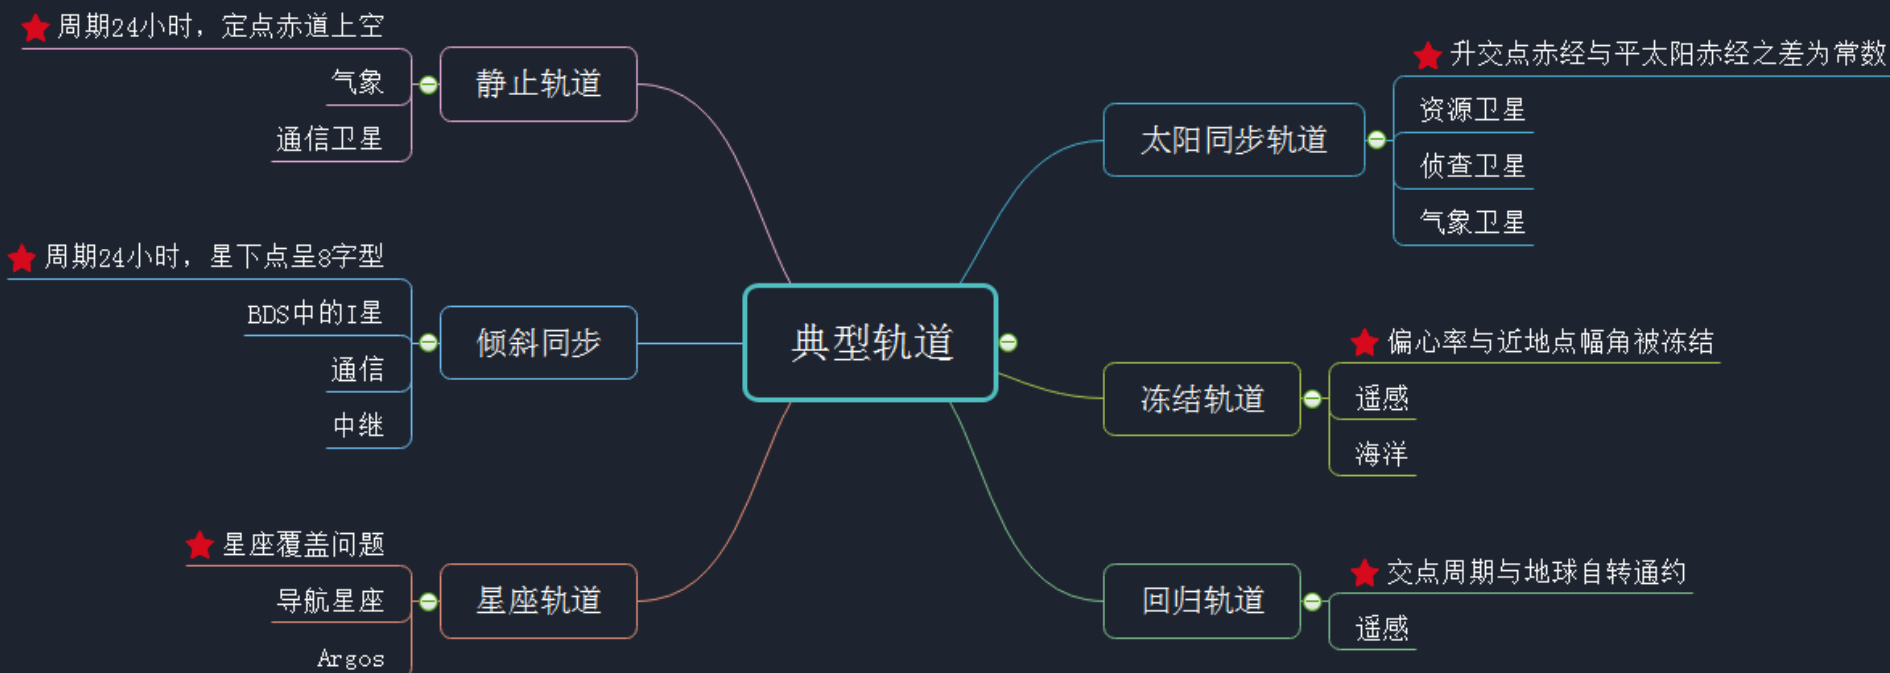 典型轨道
太阳同步轨道
升交点赤经与平太阳赤经之差为常数
资源卫星
侦查卫星
气象卫星
冻结轨道
偏心率与近地点幅角被冻结
遥感
海洋
回归轨道
交点周期与地球自转通约
遥感
静止轨道
周期24小时，定点赤道上空
气象
通信卫星
倾斜同步
周期24小时，星下点呈8字型
BDS中的I星
通信
中继
星座轨道
星座覆盖问题
导航星座
Argos